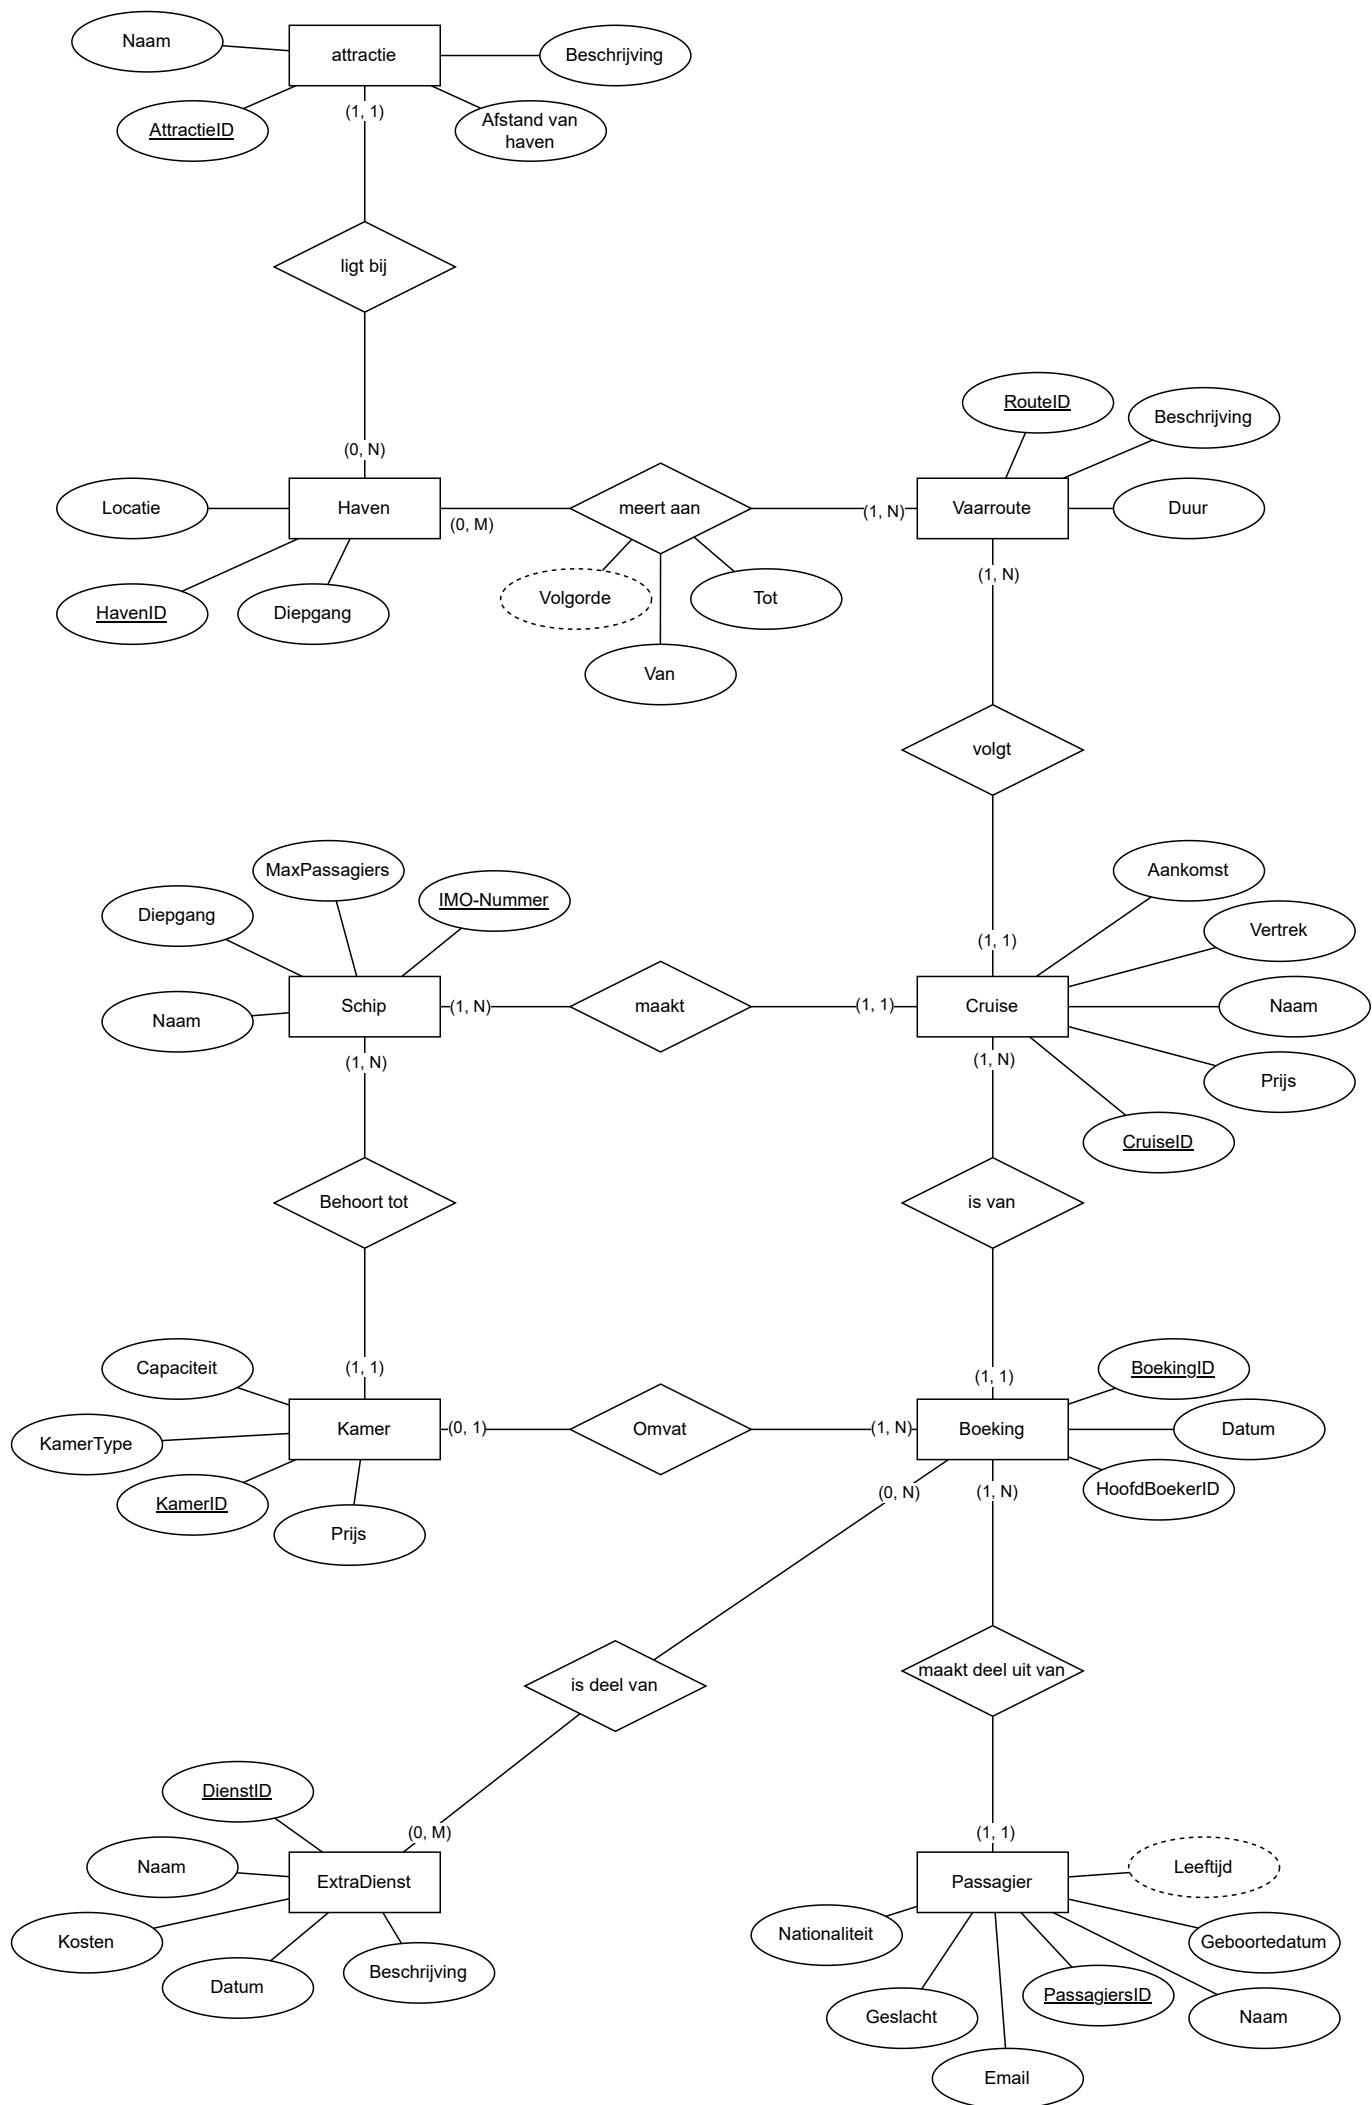 Naam
attractie
Beschrijving
AttractieID
(1, 1)
Afstand van
haven
ligt bij
(0, N)
RouteID
Beschrijving
Locatie
Haven
(0, M)
meert aan
(1, N)
Vaarroute
Duur
HavenID
Diepgang
Volgorde
Tot
Van
(1, N)
volgt
MaxPassagiers
IMO-Nummer
Diepgang
Aankomst
Vertrek
(1, 1)
Naam
Schip
(1, N)
maakt
(1, 1)
Cruise
Naam
(1, N)
(1, N)
Prijs
CruiseID
Behoort tot
is van
Capaciteit
(1, 1)
(1, 1)
BoekingID
KamerType
Kamer
(0, 1)
Omvat
(1, N)
Boeking
Datum
KamerID
Prijs
(0, N)
(1, N)
HoofdBoekerID
is deel van
maakt deel uit van
DienstID
(0, M)
(1, 1)
Naam
ExtraDienst
Passagier
Leeftijd
Kosten
Datum
Beschrijving
Nationaliteit
Geboortedatum
Geslacht
PassagiersID
Naam
Email